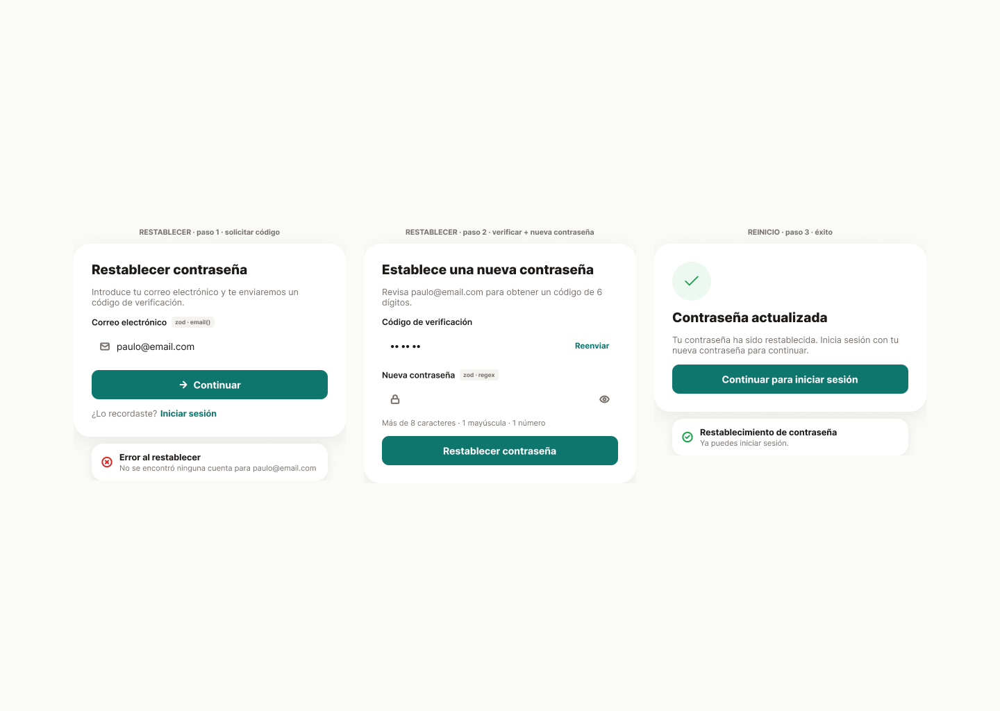 RESTABLECER · paso 1 · solicitar código
Restablecer contraseña
Introduce tu correo electrónico y te enviaremos un
código de verificación.
Correo electrónico zod · email()
paulo@email.com
→ Continuar
¿Lo recordaste? Iniciar sesión
Error al restablecer
No se encontró ninguna cuenta para paulo@email.com
RESTABLECER · paso 2 · verificar + nueva contraseña
Establece una nueva contraseña
Revisa paulo@email.com para obtener un código de 6
dígitos.
Código de verificación
•• •• •• Reenviar
Nueva contraseña zod · regex
Más de 8 caracteres · 1 mayúscula · 1 número
Restablecer contraseña
REINICIO · paso 3 · éxito
Contraseña actualizada
Tu contraseña ha sido restablecida. Inicia sesión con tu
nueva contraseña para continuar.
Continuar para iniciar sesión
Restablecimiento de contraseña
Ya puedes iniciar sesión.